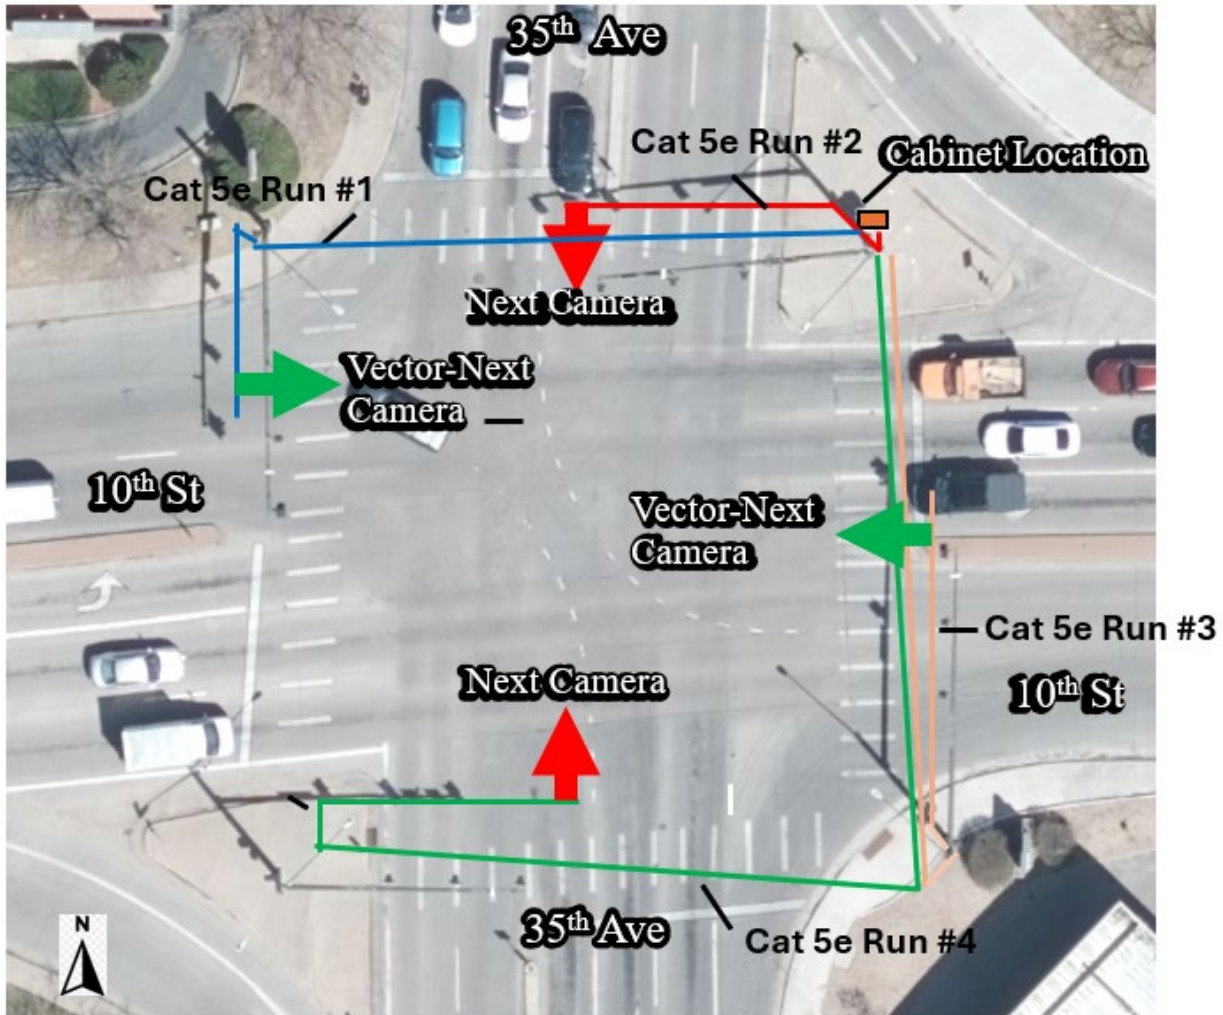 35th Ave
Cat 5e Run #2
Cabinet Location
Cat 5e Run #1
Next Camera
Vector-Next
Camera
10th St
Vector-Next
Camera
Cat 5e Run #3
Next Camera
10th St
35th Ave
Cat 5e Run #4
N